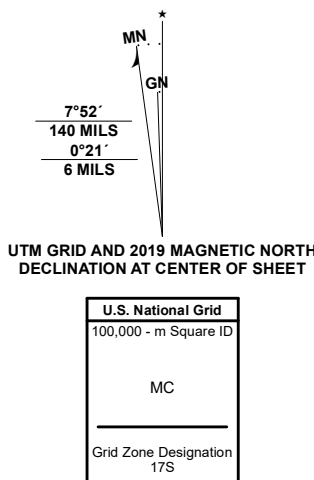 ★
MN
GN
7°52´
140 MILS
0°21´
6 MILS
UTM GRID AND 2019 MAGNETIC NORTH
DECLINATION AT CENTER OF SHEET
U.S. National Grid
100,000 - m Square ID
MC
Grid Zone Designation
17S